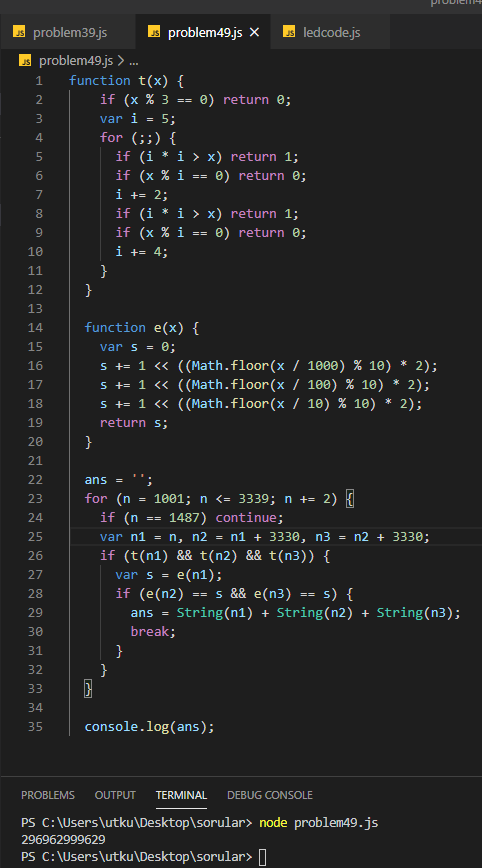 problem4
JS problem39.js JS problem49.js × JS ledcode.js
JS problem49.js > ...
1 function t(x) {
2 if (x % 3 == 0) return 0;
3 var i = 5;
4 for (;;) {
5 if (i * i > x) return 1;
6 if (x % i == 0) return 0;
7 i += 2;
8 if (i * i > x) return 1;
9 if (x % i == 0) return 0;
10 i += 4;
11 }
12 }
13
14 function e(x) {
15 var s = 0;
16 s += 1 << ((Math.floor(x / 1000) % 10) * 2);
17 s += 1 << ((Math.floor(x / 100) % 10) * 2);
18 s += 1 << ((Math.floor(x / 10) % 10) * 2);
19 return s;
20 }
21
22 ans = '';
23 for (n = 1001; n <= 3339; n += 2) {
24 if (n == 1487) continue;
25 var n1 = n, n2 = n1 + 3330, n3 = n2 + 3330;
26 if (t(n1) && t(n2) && t(n3)) {
27 var s = e(n1);
28 if (e(n2) == s && e(n3) == s) {
29 ans = String(n1) + String(n2) + String(n3);
30 break;
31 }
32 }
33 }
34
35 console.log(ans);
PROBLEMS OUTPUT TERMINAL DEBUG CONSOLE
PS C:\Users\utku\Desktop\sorular> node problem49.js
296962999629
PS C:\Users\utku\Desktop\sorular>